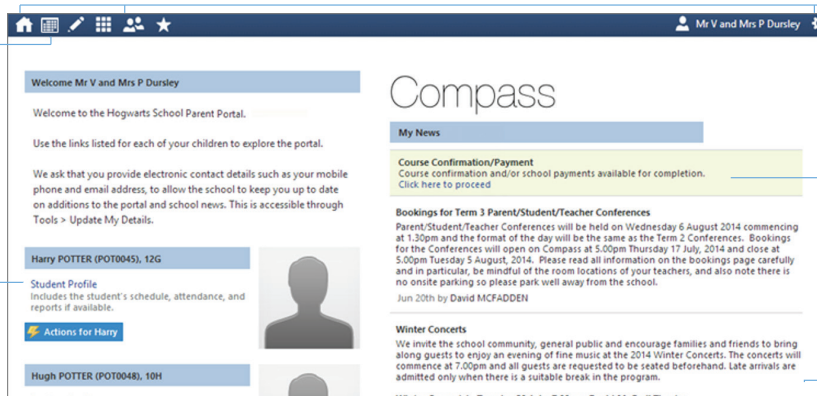 Mr V and Mrs P Dursley
Welcome Mr V and Mrs P Dursley
Welcome to the Hogwarts School Parent Portal.
Use the links listed for each of your children to explore the portal.
We ask that you provide electronic contact details such as your mobile
phone and email address, to allow the school to keep you up to date
on additions to the portal and school news. This is accessible through
Tools > Update My Details.
Harry POTTER (POT0045), 12G
Student Profile
Includes the student's schedule, attendance, and
reports if available.
Actions for Harry
Hugh POTTER (POT0048), 10H
Compass
My News
Course Confirmation/Payment
Course confirmation and/or school payments available for completion.
Click here to proceed
Bookings for Term 3 Parent/Student/Teacher Conferences
Parent/Student/Teacher Conferences will be held on Wednesday 6 August 2014 commencing
at 1.30pm and the format of the day will be the same as the Term 2 Conferences. Bookings
for the Conferences will open on Compass at 5.00pm Thursday 17 July, 2014 and close at
5.00pm Tuesday 5 August, 2014. Please read all information on the bookings page carefully
and in particular, be mindful of the room locations of your teachers, and also note there is
no onsite parking so please park well away from the school.
Jun 20th by David MCFADDEN
Winter Concerts
We invite the school community, general public and encourage families and friends to bring
along guests to enjoy an evening of fine music at the 2014 Winter Concerts. The concerts will
commence at 7.00pm and all guests are requested to be seated beforehand. Late arrivals are
admitted only when there is a suitable break in the program.